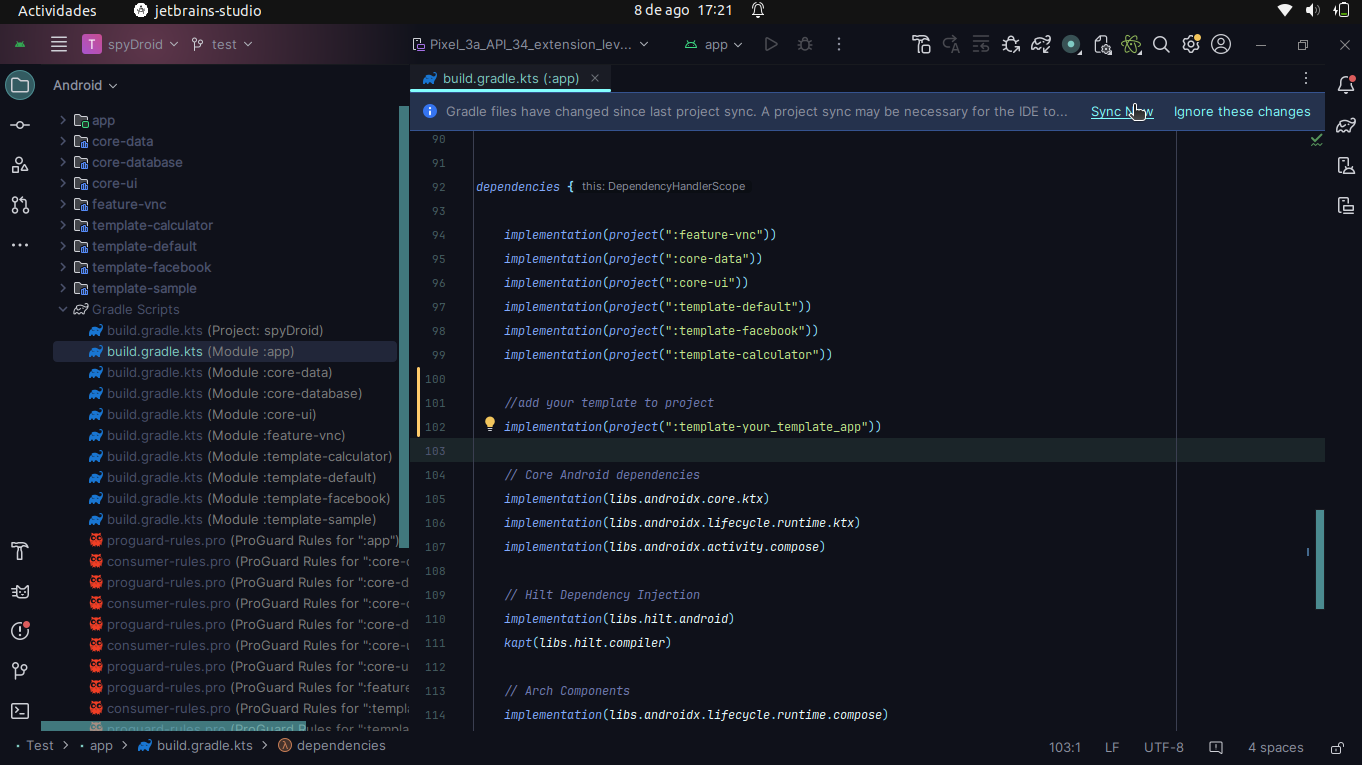 Actividades
jetbrains-studio
8 de ago 17:21
T spyDroid
test
Pixel_3a_API_34_extension_lev...
app
Android
build.gradle.kts (:app)
Gradle files have changed since last project sync. A project sync may be necessary for the IDE to...
Sync Now
Ignore these changes
app
core-data
core-database
core-ui
feature-vnc
template-calculator
template-default
template-facebook
template-sample
Gradle Scripts
build.gradle.kts (Project: spyDroid)
build.gradle.kts (Module :app)
build.gradle.kts (Module :core-data)
build.gradle.kts (Module :core-database)
build.gradle.kts (Module :core-ui)
build.gradle.kts (Module :feature-vnc)
build.gradle.kts (Module :template-calculator)
build.gradle.kts (Module :template-default)
build.gradle.kts (Module :template-facebook)
build.gradle.kts (Module :template-sample)
proguard-rules.pro (ProGuard Rules for ":app")
consumer-rules.pro (ProGuard Rules for ":core-c
proguard-rules.pro (ProGuard Rules for ":core-d
consumer-rules.pro (ProGuard Rules for ":core-c
proguard-rules.pro (ProGuard Rules for ":core-d
consumer-rules.pro (ProGuard Rules for ":core-u
proguard-rules.pro (ProGuard Rules for ":core-u
proguard-rules.pro (ProGuard Rules for ":feature
consumer-rules.pro (ProGuard Rules for ":templ
proguard-rules.pro (ProGuard Rules for ":templa
90
91
92 dependencies { this: DependencyHandlerScope
93
94 implementation(project(":feature-vnc"))
95 implementation(project(":core-data"))
96 implementation(project(":core-ui"))
97 implementation(project(":template-default"))
98 implementation(project(":template-facebook"))
99 implementation(project(":template-calculator"))
100
101 //add your template to project
102 implementation(project(":template-your_template_app"))
103
104 // Core Android dependencies
105 implementation(libs.androidx.core.ktx)
106 implementation(libs.androidx.lifecycle.runtime.ktx)
107 implementation(libs.androidx.activity.compose)
108
109 // Hilt Dependency Injection
110 implementation(libs.hilt.android)
111 kapt(libs.hilt.compiler)
112
113 // Arch Components
114 implementation(libs.androidx.lifecycle.runtime.compose)
Test > app > build.gradle.kts > dependencies
103:1 LF UTF-8 4 spaces